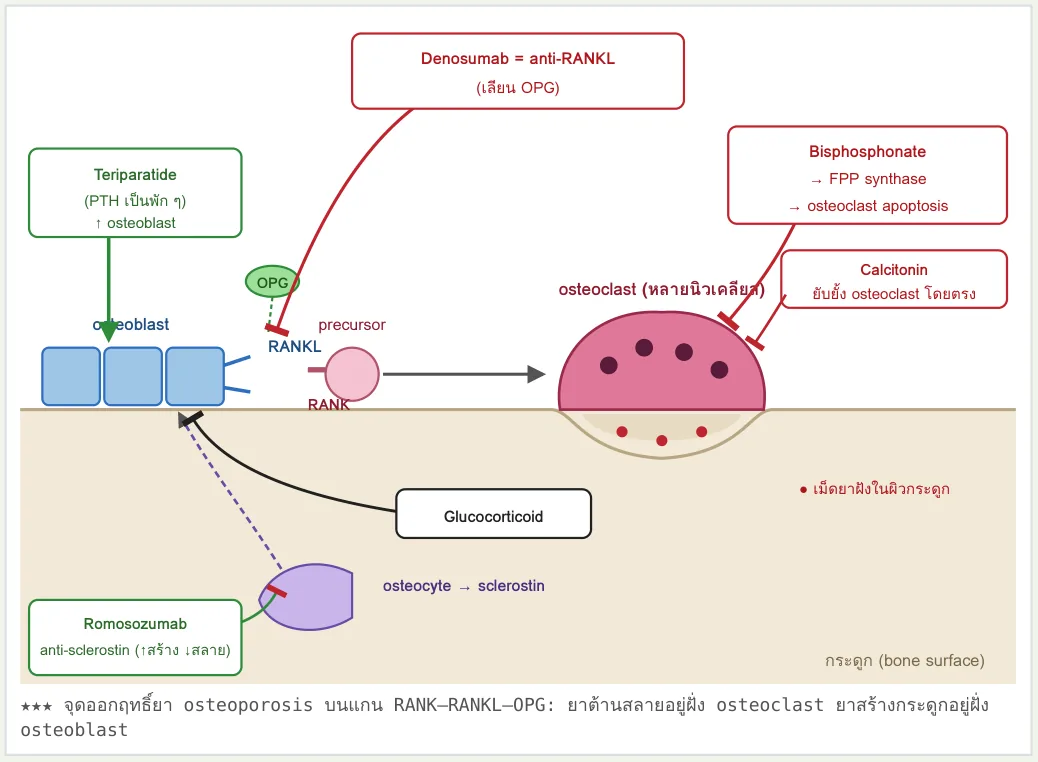 Denosumab = anti-RANKL
(เลียน OPG)
Bisphosphonate
→ FPP synthase
→ osteoclast apoptosis
Teriparatide
(PTH เป็นพัก ๆ)
↑ osteoblast
Calcitonin
ยับยั้ง osteoclast โดยตรง
OPG
osteoclast (หลายนิวเคลียส)
osteoblast
precursor
RANKL
RANK
● เม็ดยาฝังในผิวกระดูก
Glucocorticoid
osteocyte → sclerostin
Romosozumab
anti-sclerostin (↑สร้าง ↓สลาย)
กระดูก (bone surface)
★★★ จุดออกฤทธิ์ยา osteoporosis บนแกน RANK–RANKL–OPG: ยาต้านสลายอยู่ฝั่ง osteoclast ยาสร้างกระดูกอยู่ฝั่ง
osteoblast